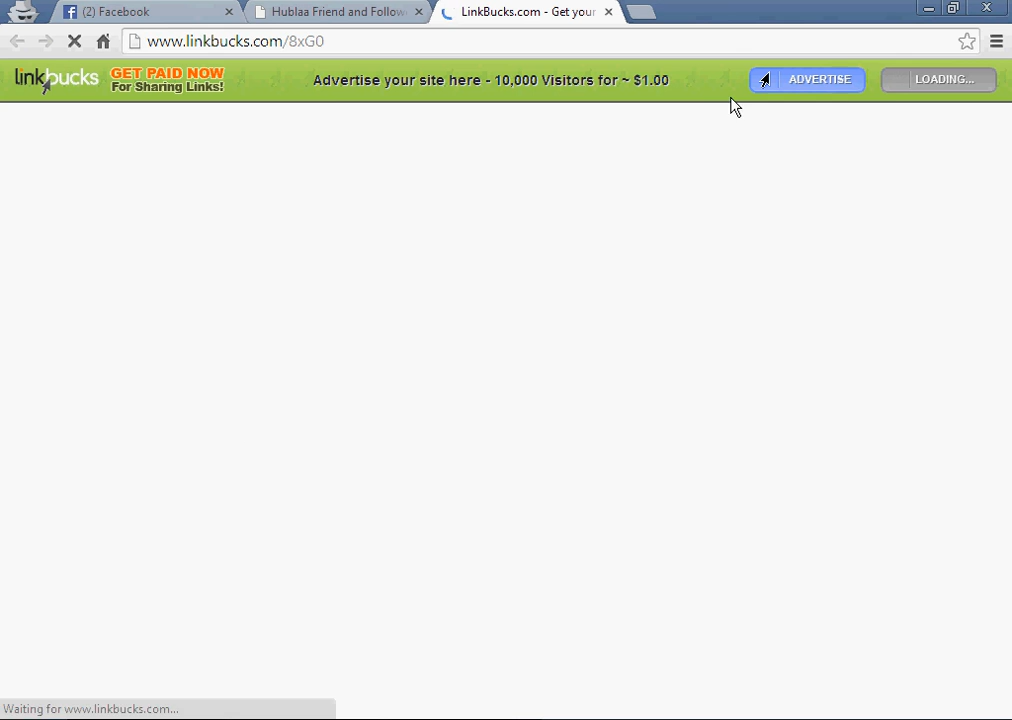 (2) Facebook
Hublaa Friend and Follow
LinkBucks.com - Get your
www.linkbucks.com/8xG0
linkbucks
GET PAID NOW
For Sharing Links!
Advertise your site here - 10,000 Visitors for ~ $1.00
ADVERTISE
LOADING...
Waiting for www.linkbucks.com...